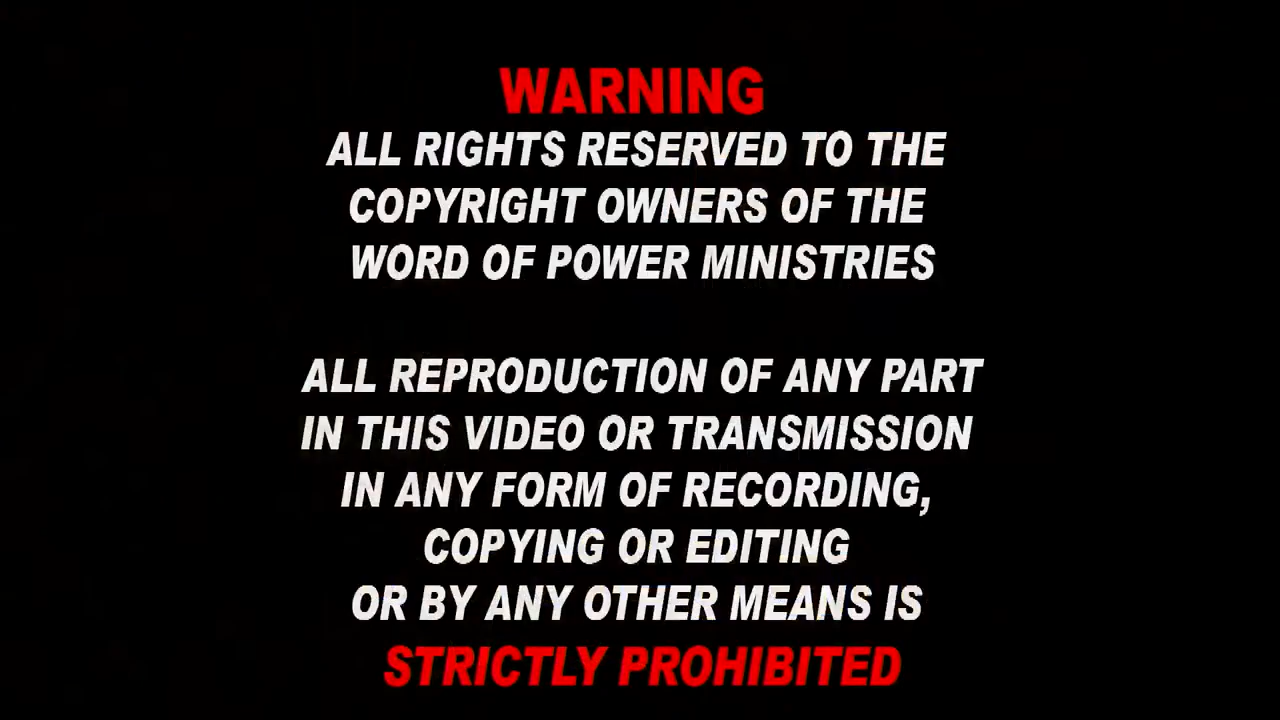 WARNING
ALL RIGHTS RESERVED TO THE
COPYRIGHT OWNERS OF THE
WORD OF POWER MINISTRIES
ALL REPRODUCTION OF ANY PART
IN THIS VIDEO OR TRANSMISSION
IN ANY FORM OF RECORDING,
COPYING OR EDITING
OR BY ANY OTHER MEANS IS
STRICTLY PROHIBITED